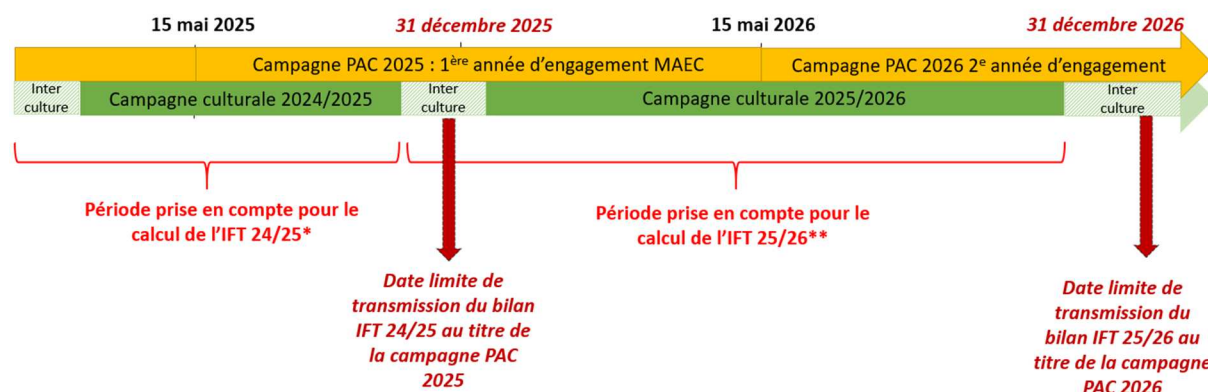 15 mai 2025
31 décembre 2025
15 mai 2026
31 décembre 2026
Campagne PAC 2025 : 1ère année d'engagement MAEC
Campagne PAC 2026 2e année d'engagement
Inter
culture
Campagne culturale 2024/2025
Inter
culture
Campagne culturale 2025/2026
Inter
culture
Période prise en compte pour le
calcul de l'IFT 24/25*
Période prise en compte pour le
calcul de l'IFT 25/26**
Date limite de
transmission du bilan
IFT 24/25 au titre de
la campagne PAC
2025
Date limite de
transmission du
bilan IFT 25/26 au
titre de la campagne
PAC 2026